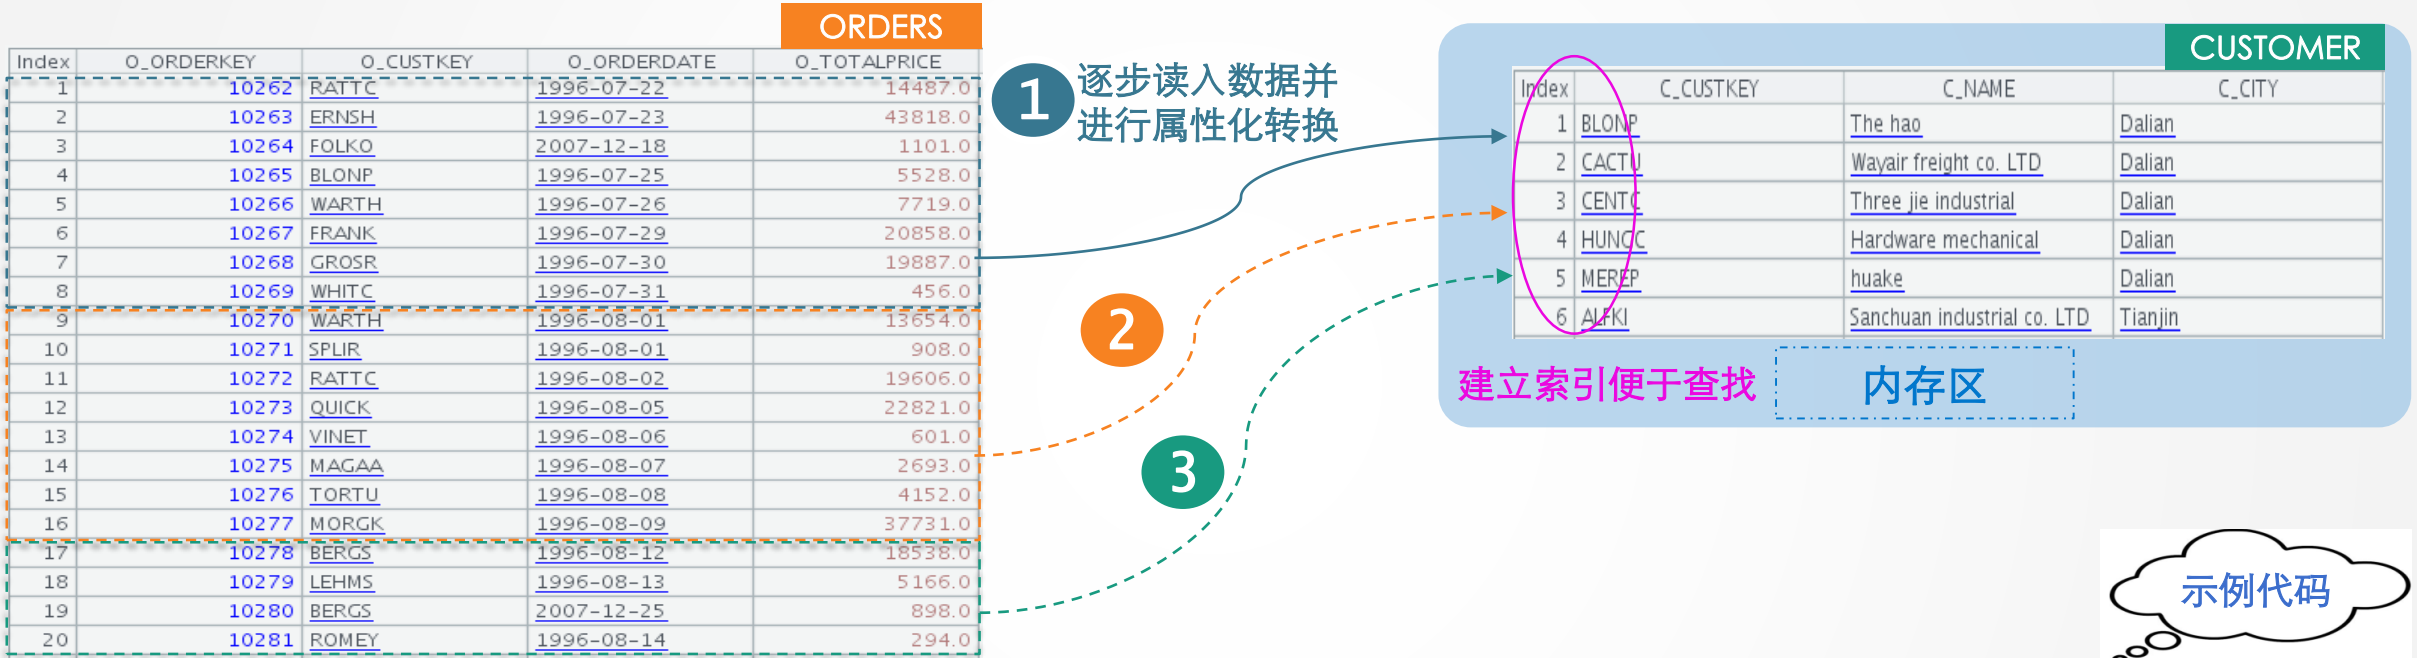 ORDERS
Index O_ORDERKEY O_CUSTKEY O_ORDERDATE O_TOTALPRICE
1 10262 RATTC 1996-07-22 14487.0
2 10263 ERNSH 1996-07-23 43818.0
3 10264 FOLKO 2007-12-18 1101.0
4 10265 BLONP 1996-07-25 5528.0
5 10266 WARTH 1996-07-26 7719.0
6 10267 FRANK 1996-07-29 20858.0
7 10268 GROSR 1996-07-30 19887.0
8 10269 WHITC 1996-07-31 456.0
9 10270 WARTH 1996-08-01 13654.0
10 10271 SPLIR 1996-08-01 908.0
11 10272 RATTC 1996-08-02 19606.0
12 10273 QUICK 1996-08-05 22821.0
13 10274 VINET 1996-08-06 601.0
14 10275 MAGAA 1996-08-07 2693.0
15 10276 TORTU 1996-08-08 4152.0
16 10277 MORGK 1996-08-09 37731.0
17 10278 BERGS 1996-08-12 18538.0
18 10279 LEHMS 1996-08-13 5166.0
19 10280 BERGS 2007-12-25 898.0
20 10281 ROMEY 1996-08-14 294.0
1
逐步读入数据并
进行属性化转换
2
3
CUSTOMER
Index C_CUSTKEY C_NAME C_CITY
1 BLONP The hao Dalian
2 CACTU Wayair freight co. LTD Dalian
3 CENTC Three jie industrial Dalian
4 HUNGC Hardware mechanical Dalian
5 MEREP huake Dalian
6 ALFKI Sanchuan industrial co. LTD Tianjin
建立索引便于查找
内存区
示例代码